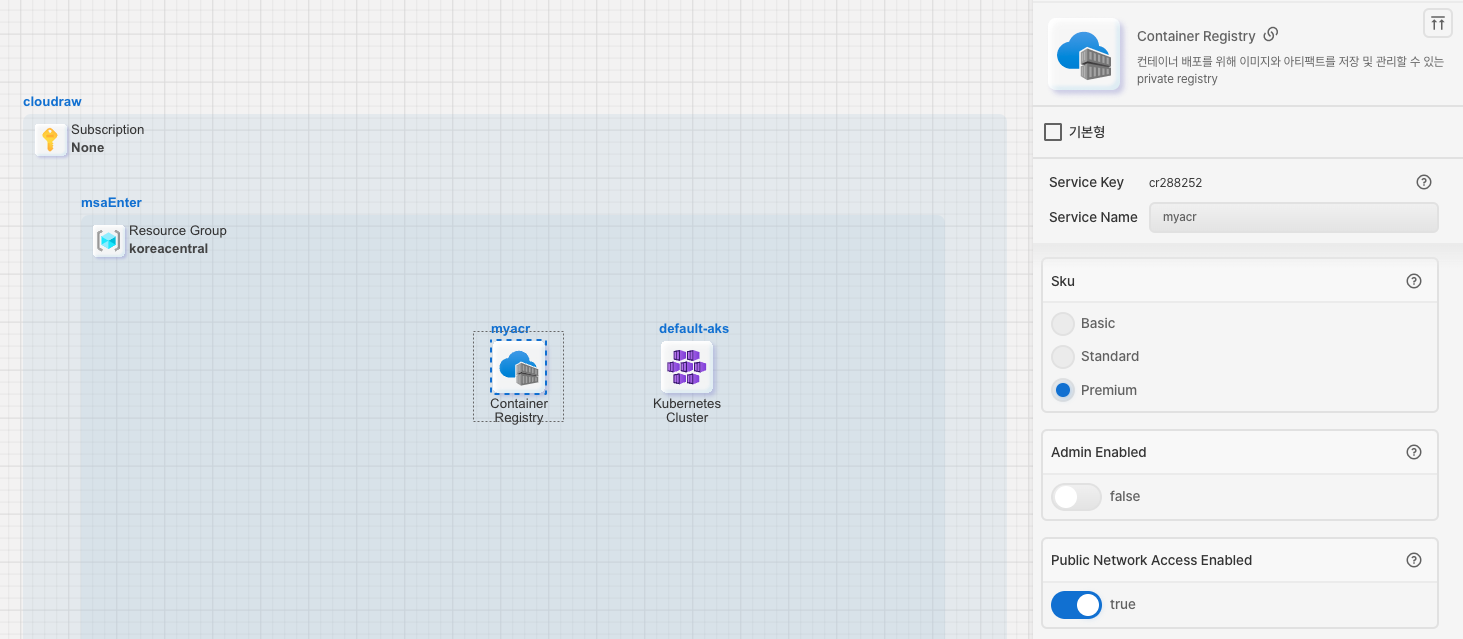 cloudraw
Subscription
None
msaEnter
Resource Group
koreacentral
myacr
Container
Registry
default-aks
Kubernetes
Cluster
Container Registry
컨테이너 배포를 위해 이미지와 아티팩트를 저장 및 관리할 수 있는
private registry
기본형
Service Key cr288252
Service Name myacr
Sku
Basic
Standard
Premium
Admin Enabled
false
Public Network Access Enabled
true